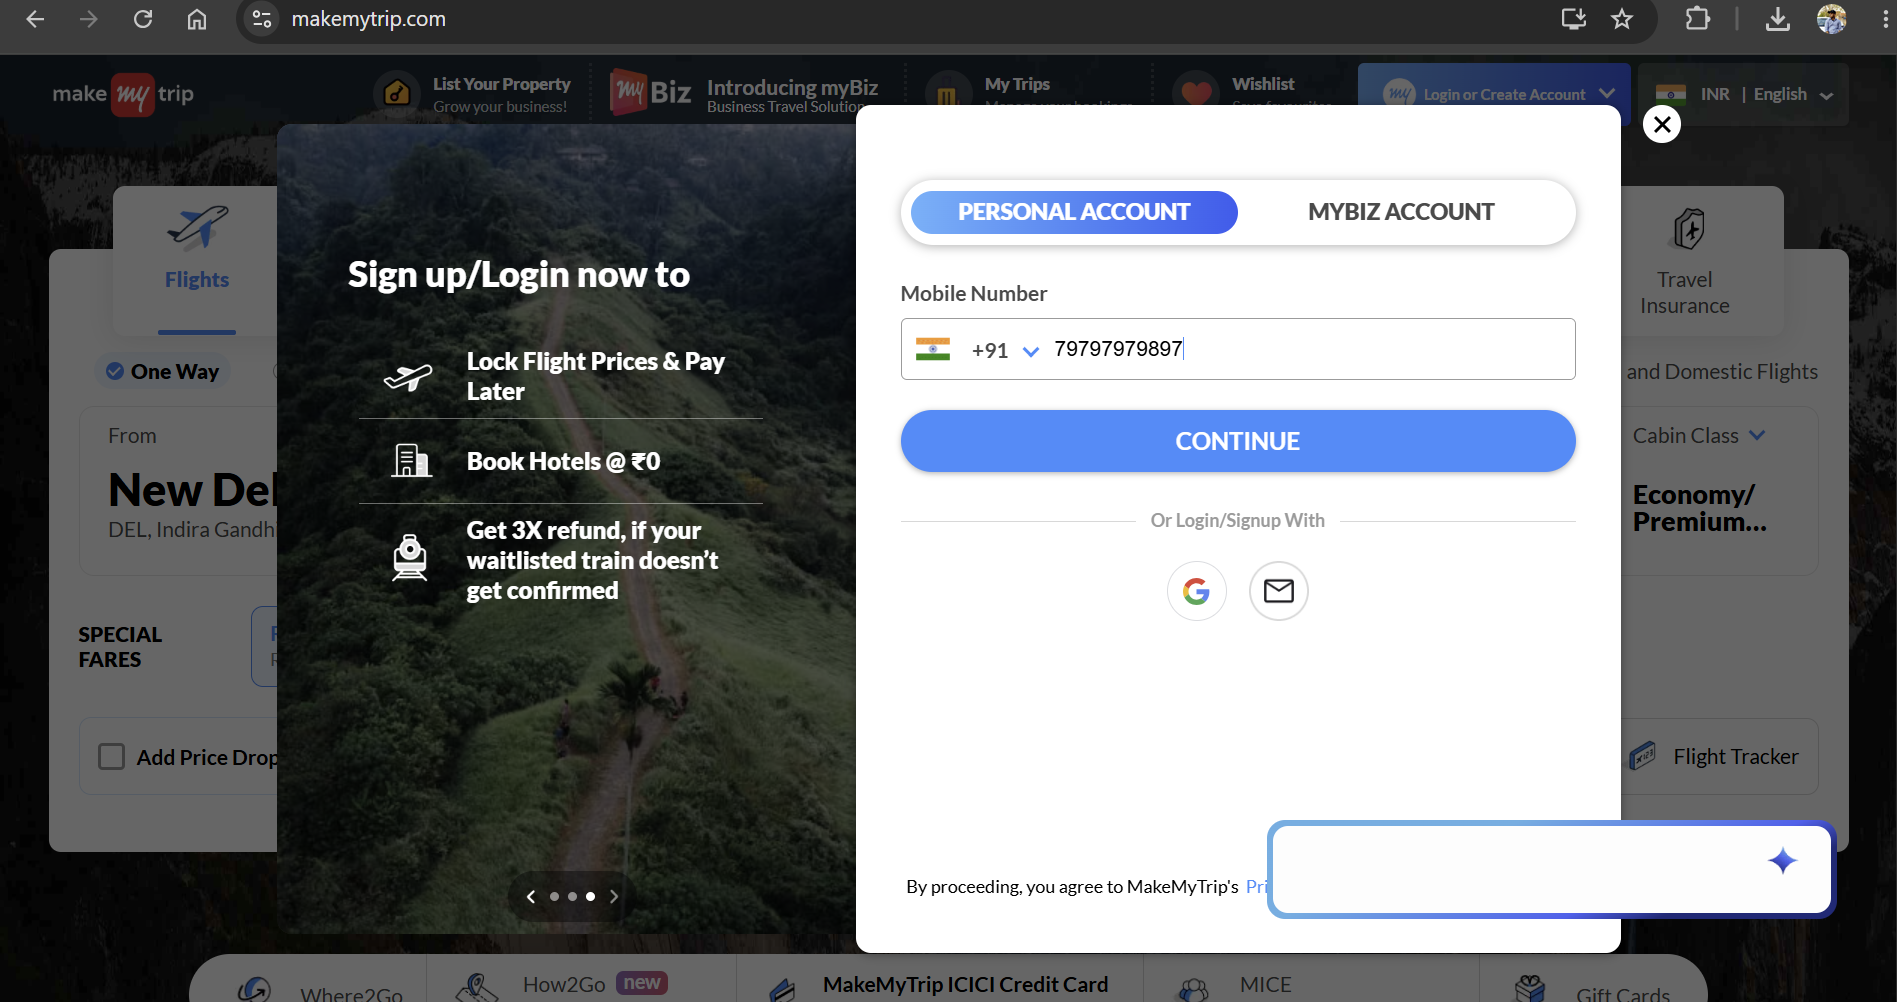 makemytrip.com
make my trip
List Your Property
Grow your business!
my Biz
Introducing myBiz
Business Travel Solution
My Trips
Wishlist
my Login or Create Account
INR | English
PERSONAL ACCOUNT
MYBIZ ACCOUNT
Flights
Sign up/Login now to
Travel
Insurance
Mobile Number
+91 79797979897
Lock Flight Prices & Pay
Later
One Way
and Domestic Flights
From
CONTINUE
Cabin Class
Book Hotels @ ₹0
New Del
DEL, Indira Gandhi
Economy/
Premium...
Or Login/Signup With
Get 3X refund, if your
waitlisted train doesn’t
get confirmed
SPECIAL
FARES
Add Price Drop
Flight Tracker
By proceeding, you agree to MakeMyTrip's Pri
Where2Go
How2Go new
MakeMyTrip ICICI Credit Card
MICE
Gift Cards